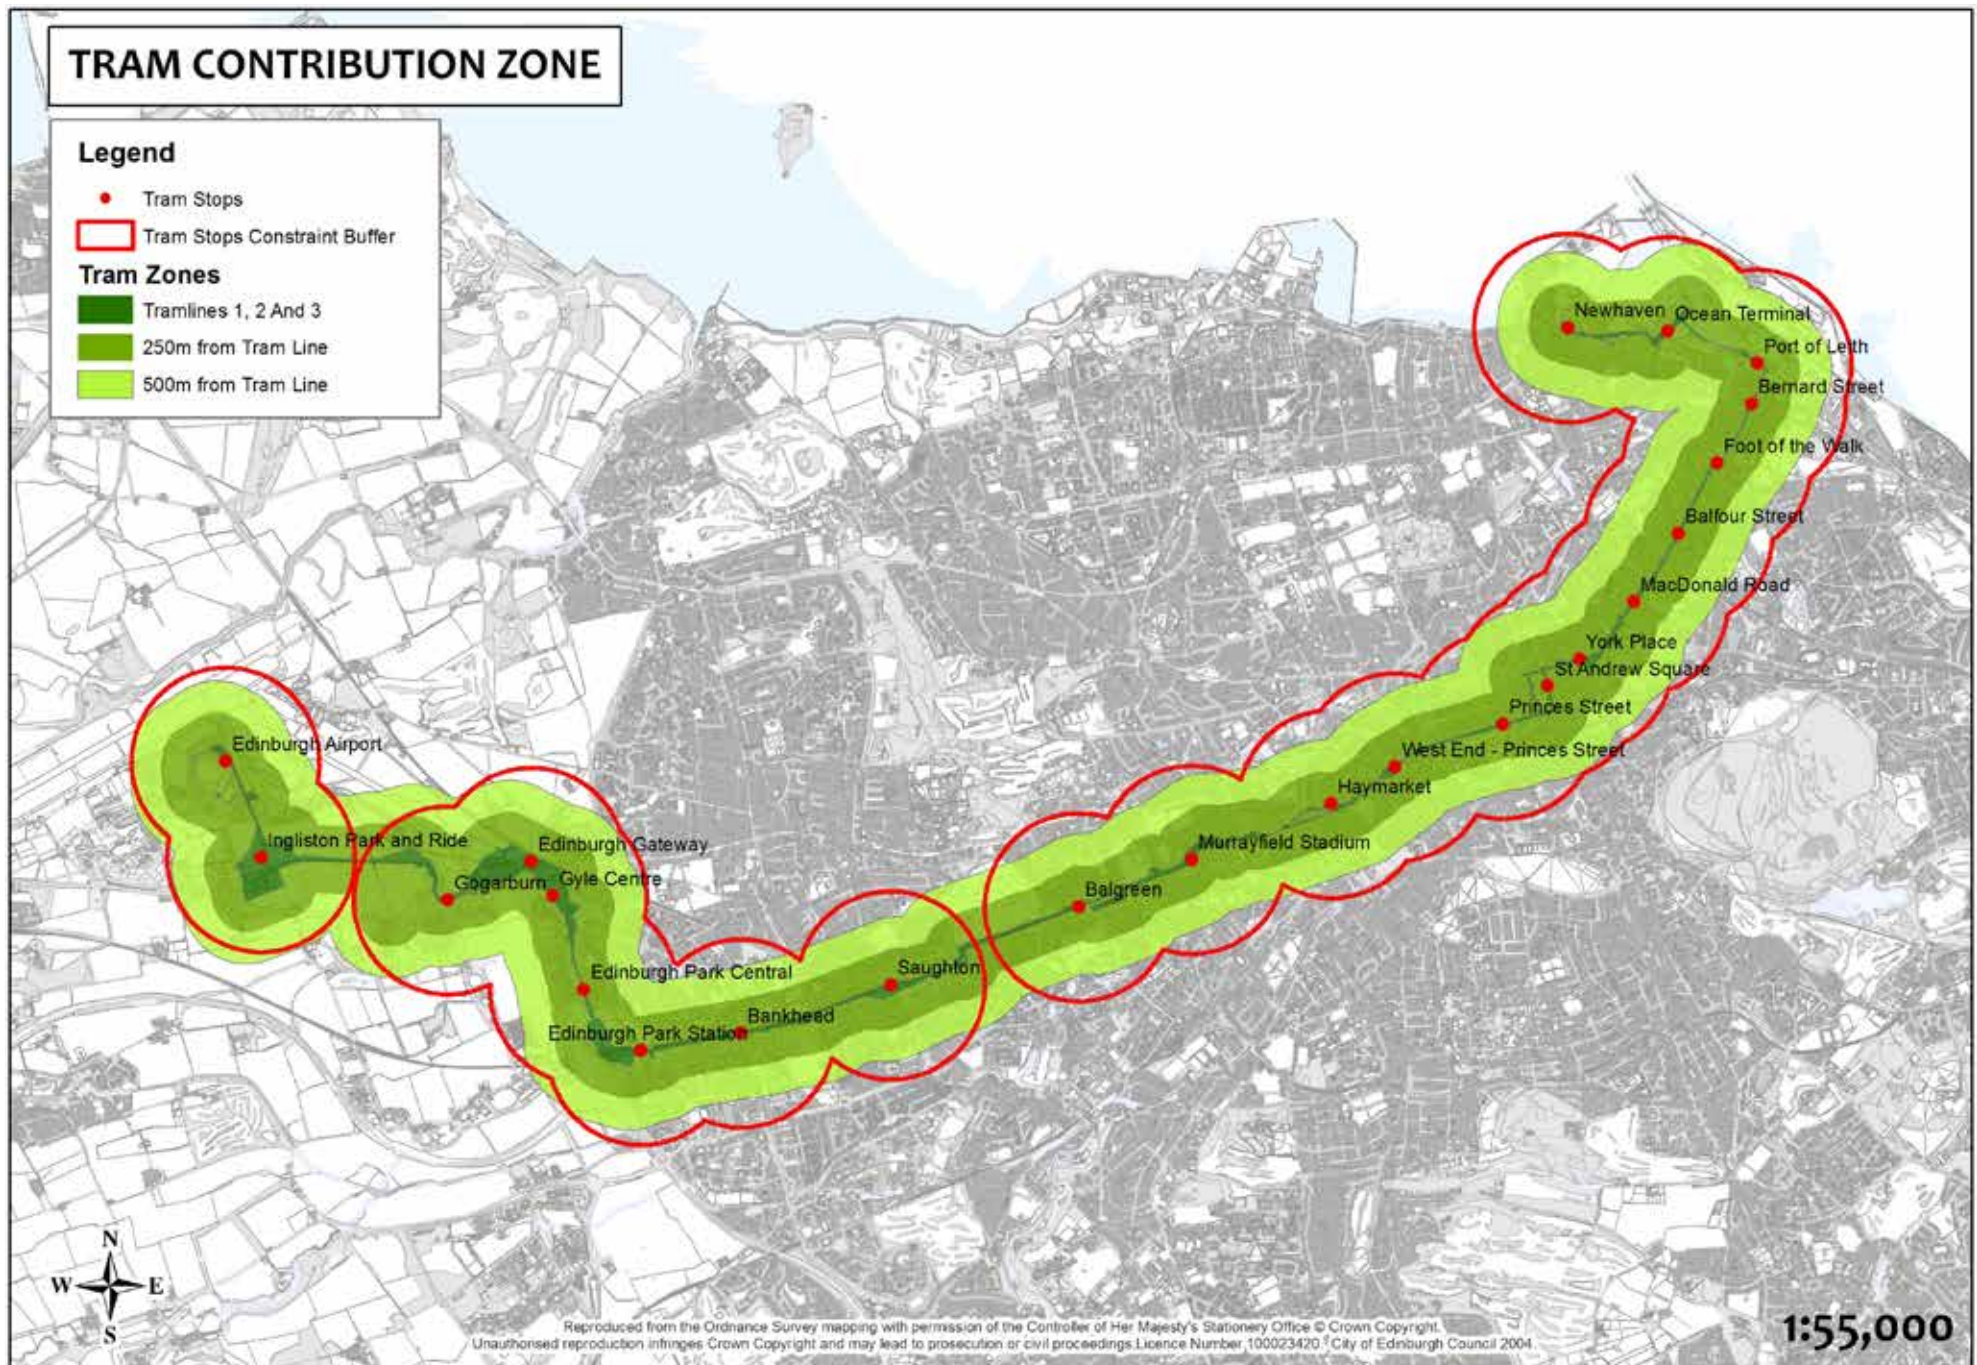 TRAM CONTRIBUTION ZONE
Legend
Tram Stops
Tram Stops Constraint Buffer
Tram Zones
Tramlines 1, 2 And 3
250m from Tram Line
500m from Tram Line
Newhaven
Ocean Terminal
Port of Leith
Bernard Street
Foot of the Walk
Balfour Street
MacDonald Road
York Place
St Andrew Square
Princes Street
West End - Princes Street
Haymarket
Murrayfield Stadium
Balgreen
Edinburgh Airport
Ingliston Park and Ride
Edinburgh Gateway
Gogarburn
Gyle Centre
Edinburgh Park Central
Saughton
Bankhead
Edinburgh Park Station
N
W
E
S
Reproduced from the Ordnance Survey mapping with permission of the Controller of Her Majesty's Stationery Office © Crown Copyright.
Unauthorised reproduction infringes Crown Copyright and may lead to prosecution or civil proceedings.Licence Number 100023420 City of Edinburgh Council 2004.
1:55,000